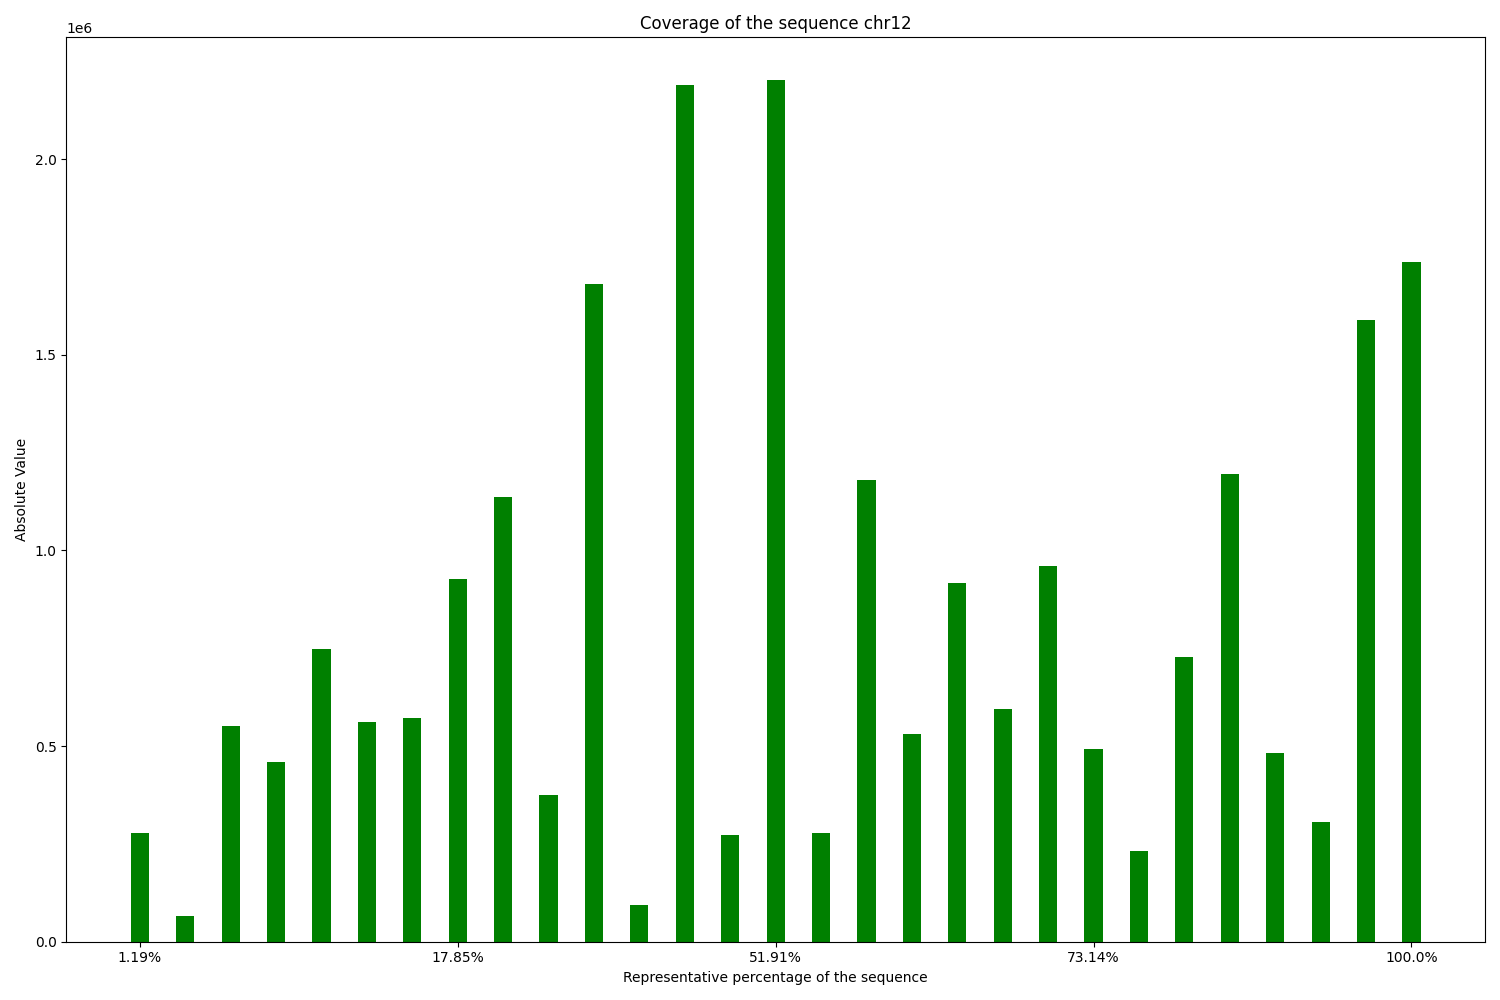 Coverage of the sequence chr12
1e6
2.0
1.5
1.0
0.5
0.0
Absolute Value
1.19% 17.85% 51.91% 73.14% 100.0%
Representative percentage of the sequence